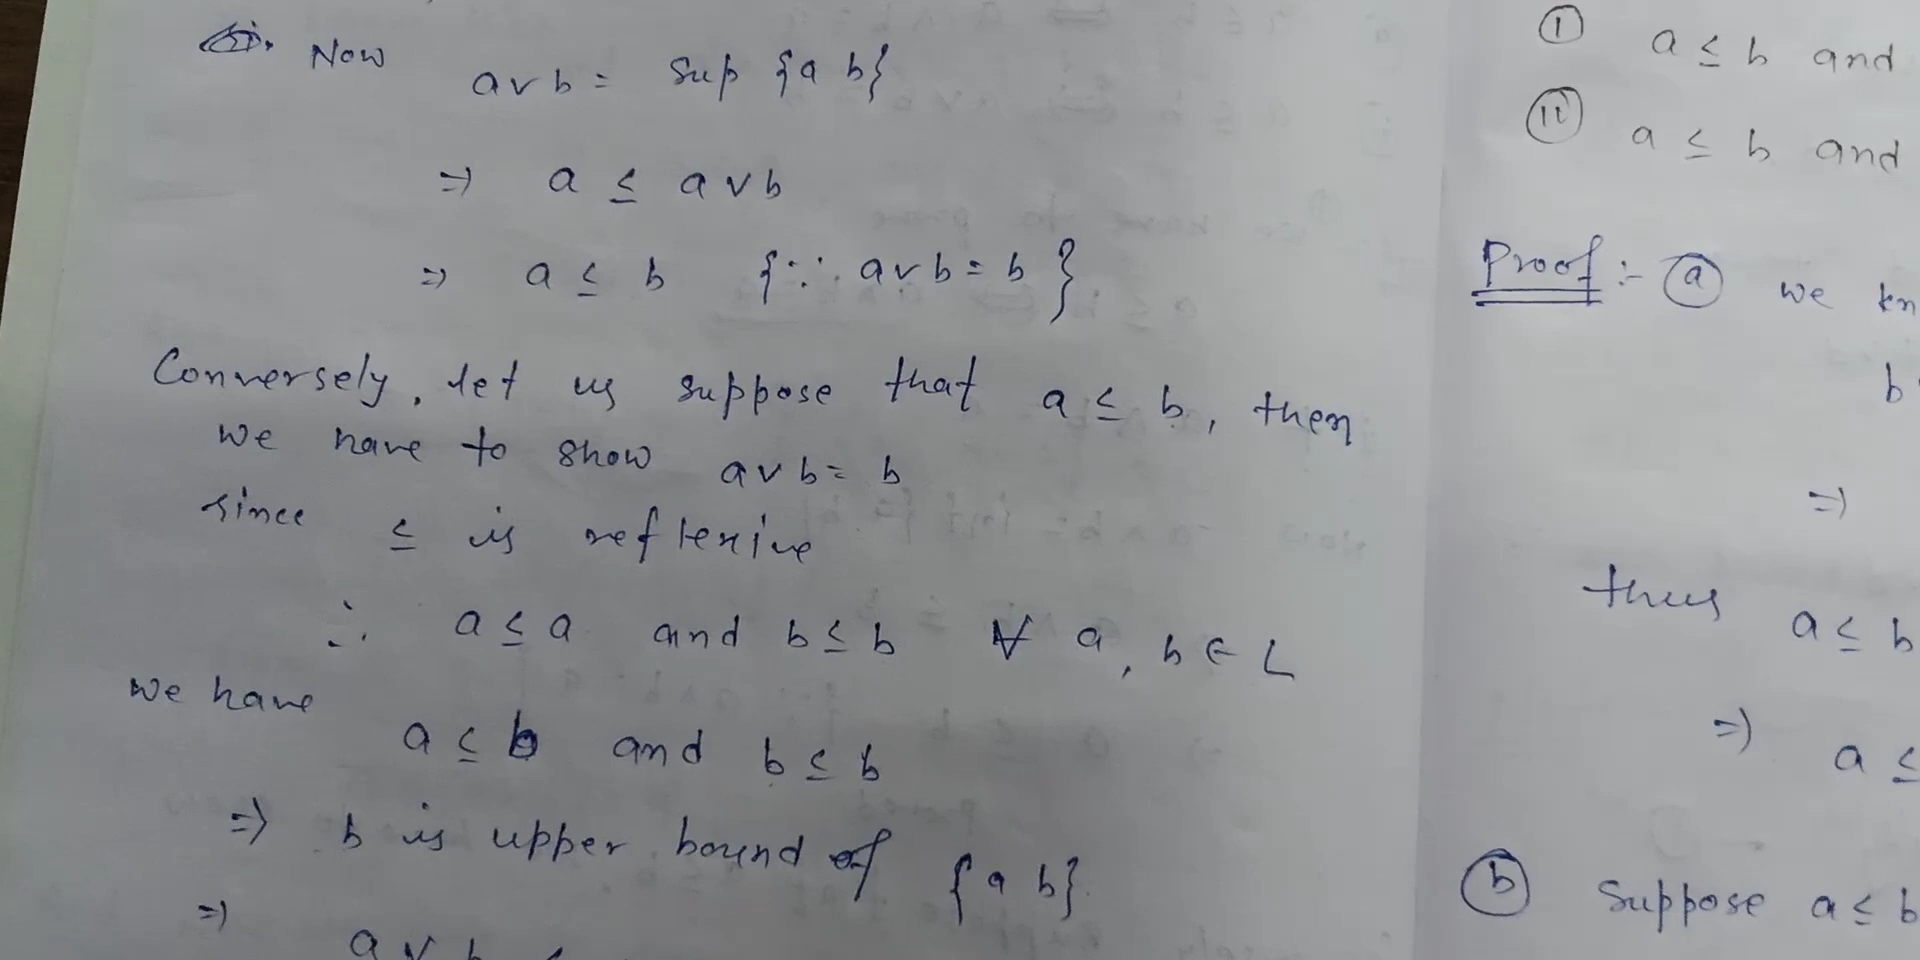 Now a ∨ b = Sup {a b}
⇒ a ≤ a ∨ b
⇒ a ≤ b {∵ a ∨ b = b}
Conversely, let us suppose that a ≤ b, then
we have to show a ∨ b = b
since ≤ is reflexive
∴ a ≤ a and b ≤ b ∀ a, b ∈ L
we have
a ≤ b and b ≤ b
⇒ b is upper bound of {a b}
⇒ a ∨ b ≤
(i) a ≤ b and
(ii) a ≤ b and
Proof :- (a) we kn
b
⇒
thus a ≤ b
⇒ a ≤
(b) Suppose a ≤ b